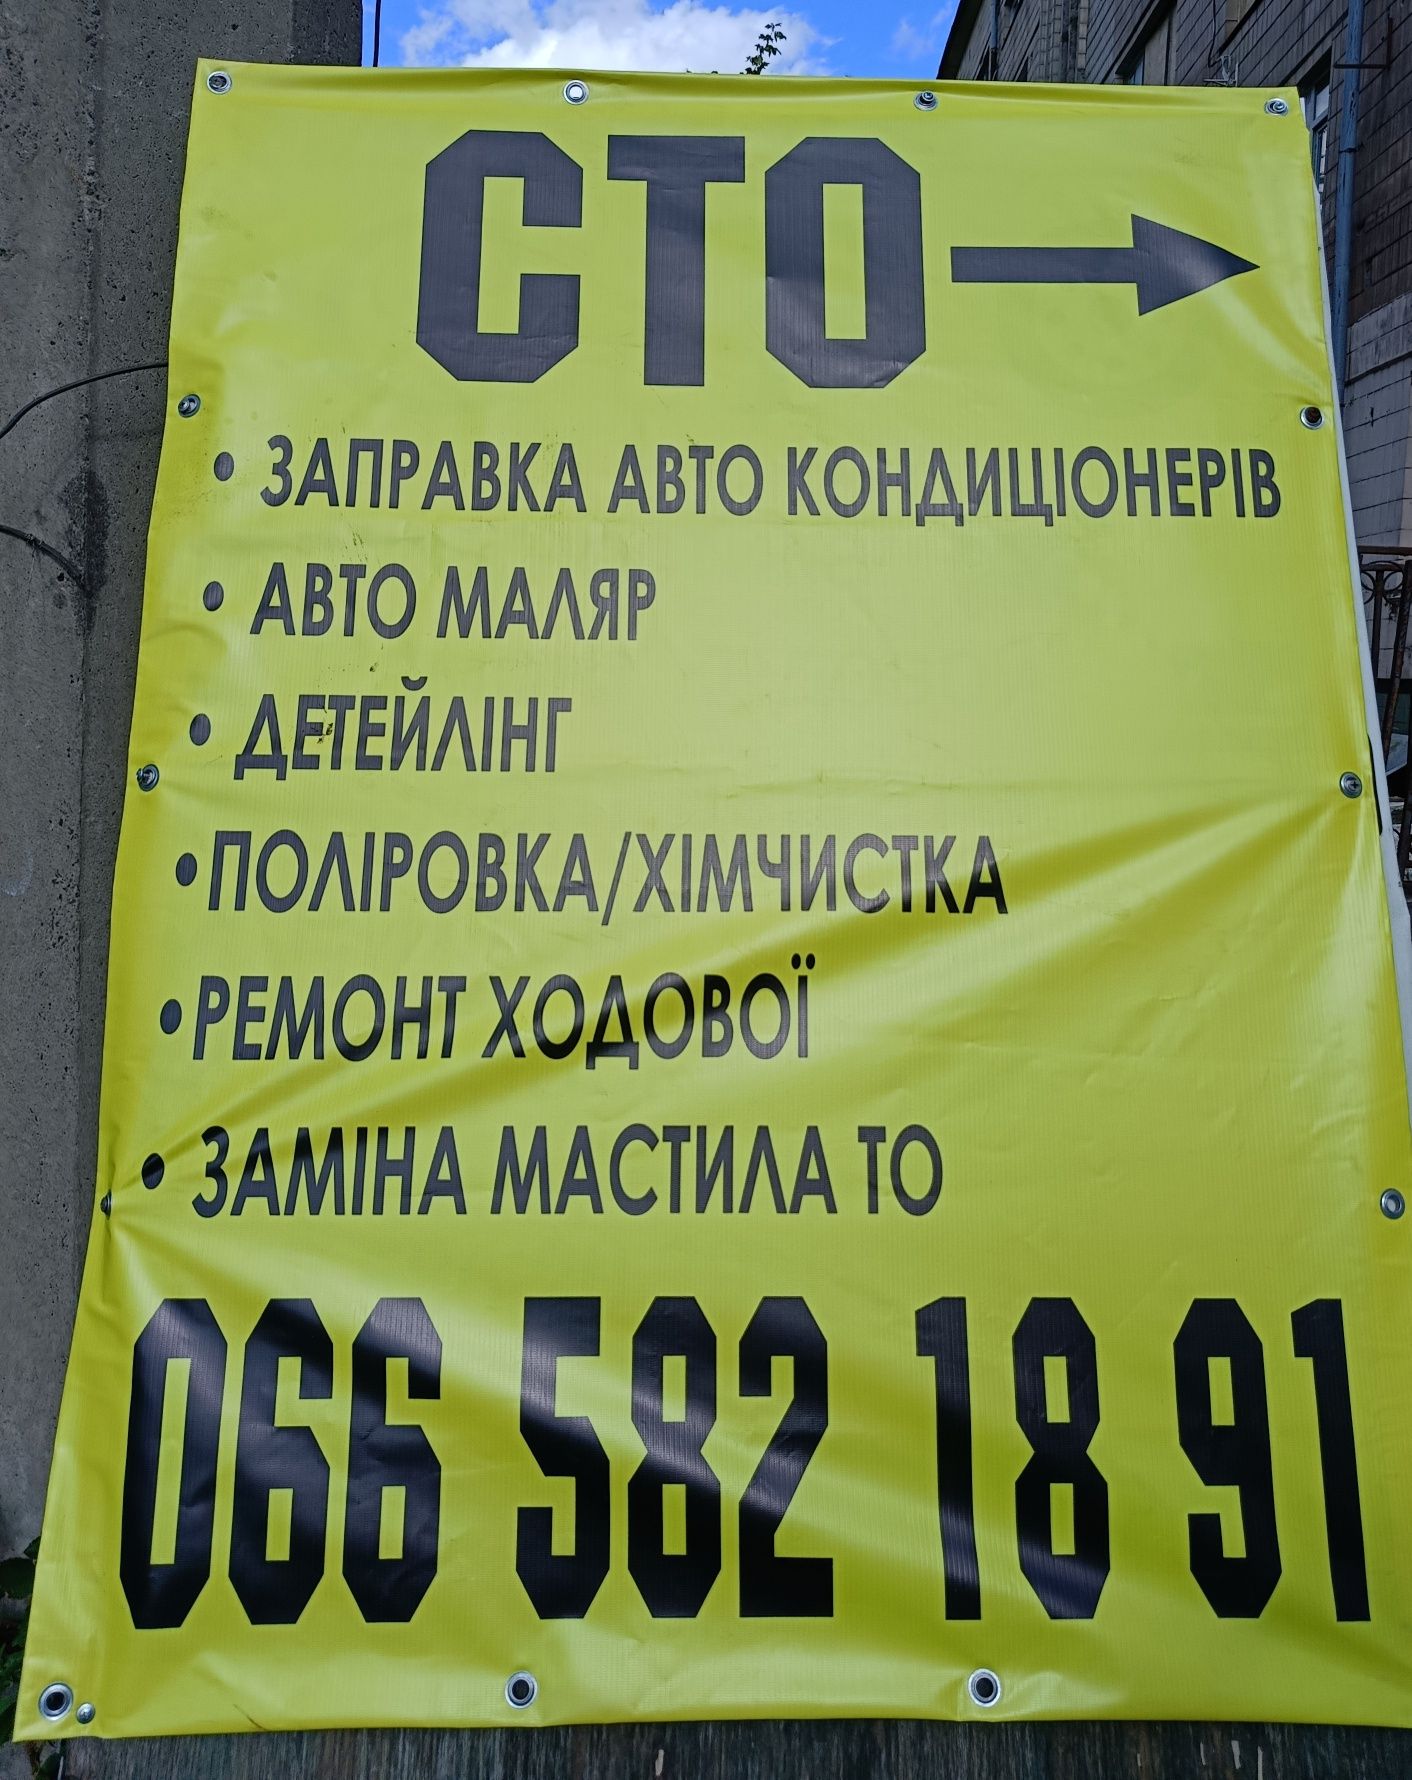 СТО
• ЗАПРАВКА АВТО КОНДИЦІОНЕРІВ
• АВТО МАЛЯР
• ДЕТЕЙЛІНГ
• ПОЛІРОВКА/ХІМЧИСТКА
• РЕМОНТ ХОДОВОЇ
• ЗАМІНА МАСТИЛА ТО
066 582 18 91